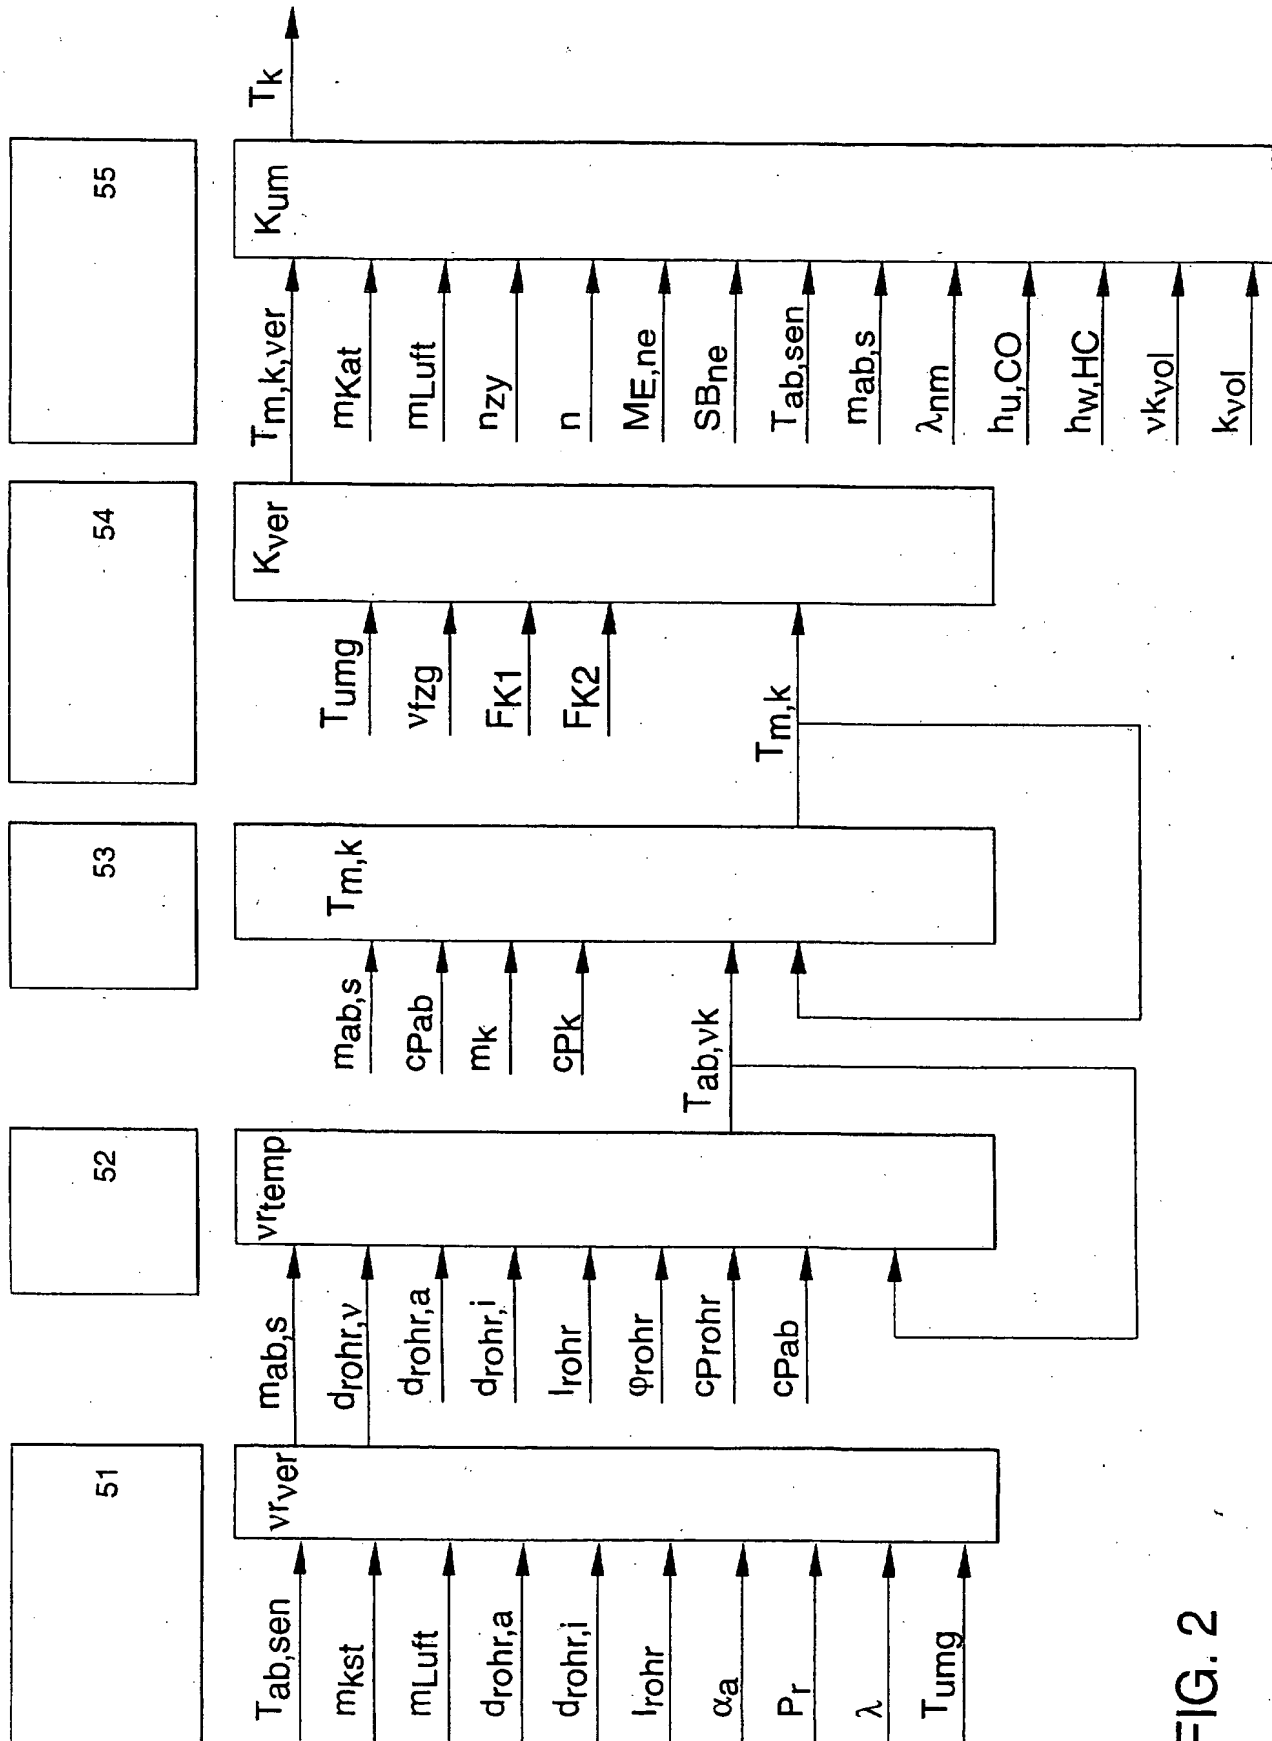 51
52
53
54
55
vrver
Tab,sen
mkst
mLuft
drohr,a
drohr,i
lrohr
αa
Pr
λ
Tumg
vrtemp
mab,s
drohr,v
drohr,a
drohr,i
lrohr
φrohr
cProhr
cPab
Tab,vk
Tm,k
mab,s
cPab
mk
cPk
Tm,k
Kver
Tumg
vfzg
FK1
FK2
Kum
Tm,k,ver
mKat
mLuft
nzy
n
ME,ne
SBne
Tab,sen
mab,s
λnm
hu,CO
hw,HC
vkvol
kvol
Tk
FIG. 2